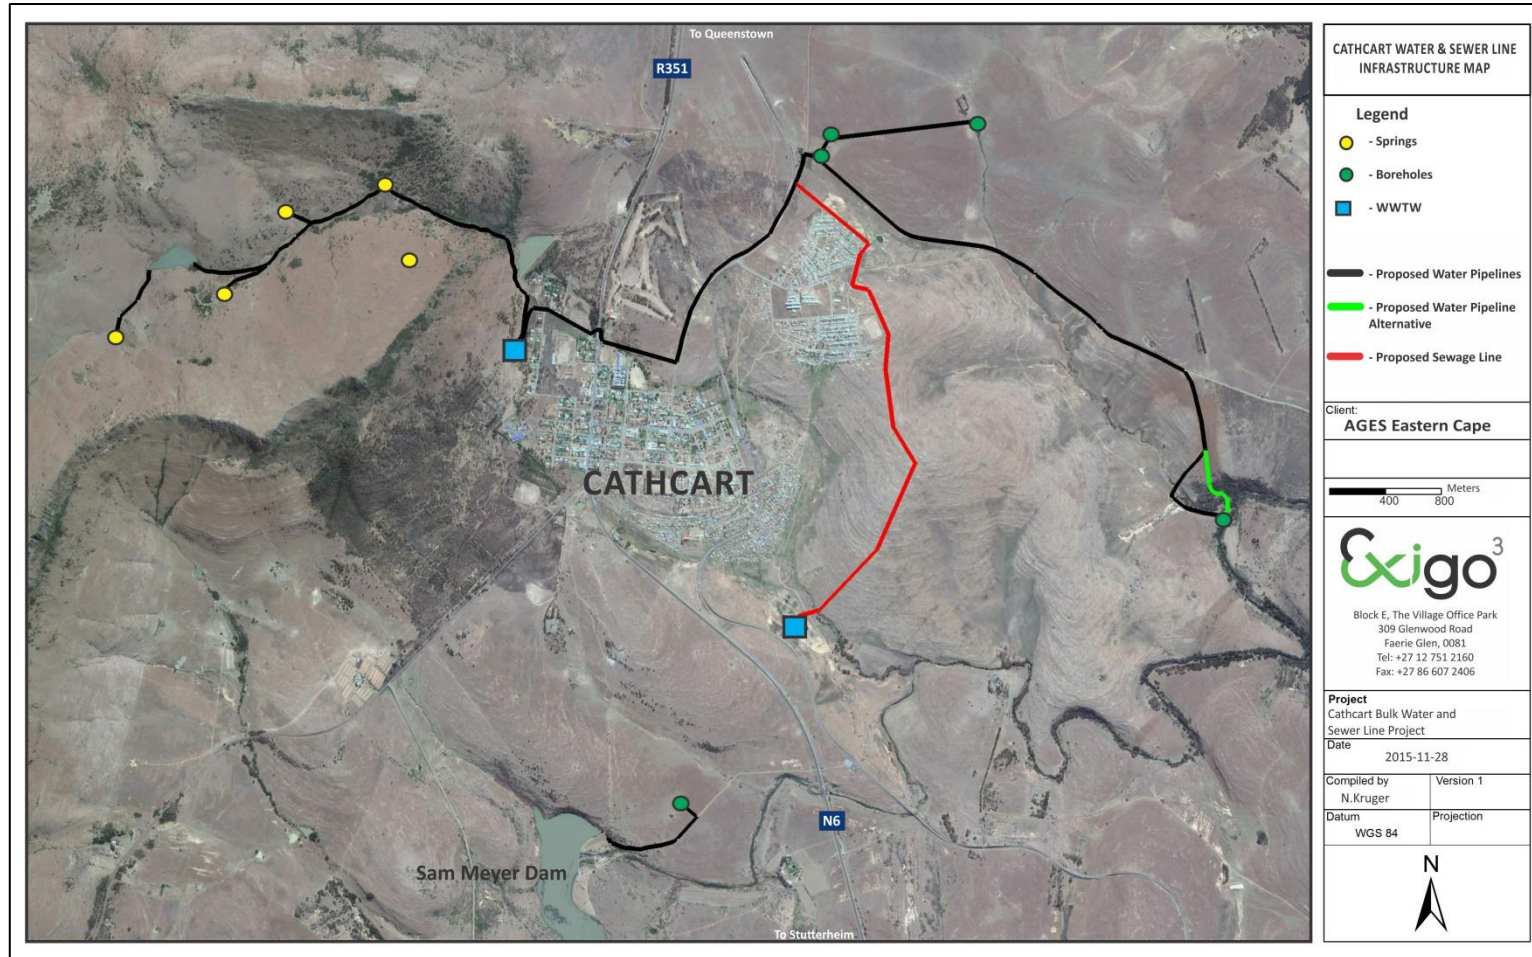 To Queenstown
R351
CATHCART
N6
Sam Meyer Dam
To Stutterheim
CATHCART WATER & SEWER LINE
INFRASTRUCTURE MAP
Legend
- Springs
- Boreholes
- WWTW
- Proposed Water Pipelines
- Proposed Water Pipeline
Alternative
- Proposed Sewage Line
Client:
AGES Eastern Cape
Meters
400 800
Exigo3
Block E, The Village Office Park
309 Glenwood Road
Faerie Glen, 0081
Tel: +27 12 751 2160
Fax: +27 86 607 2406
Project
Cathcart Bulk Water and
Sewer Line Project
Date
2015-11-28
Compiled by Version 1
N.Kruger
Datum Projection
WGS 84
N